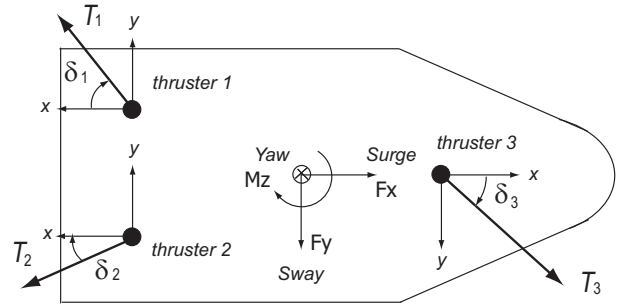 T1
y
δ1
thruster 1
x
y
thruster 3
Yaw
Surge
x
Mz
Fx
δ3
x
thruster 2
T2
δ2
Fy
y
Sway
T3